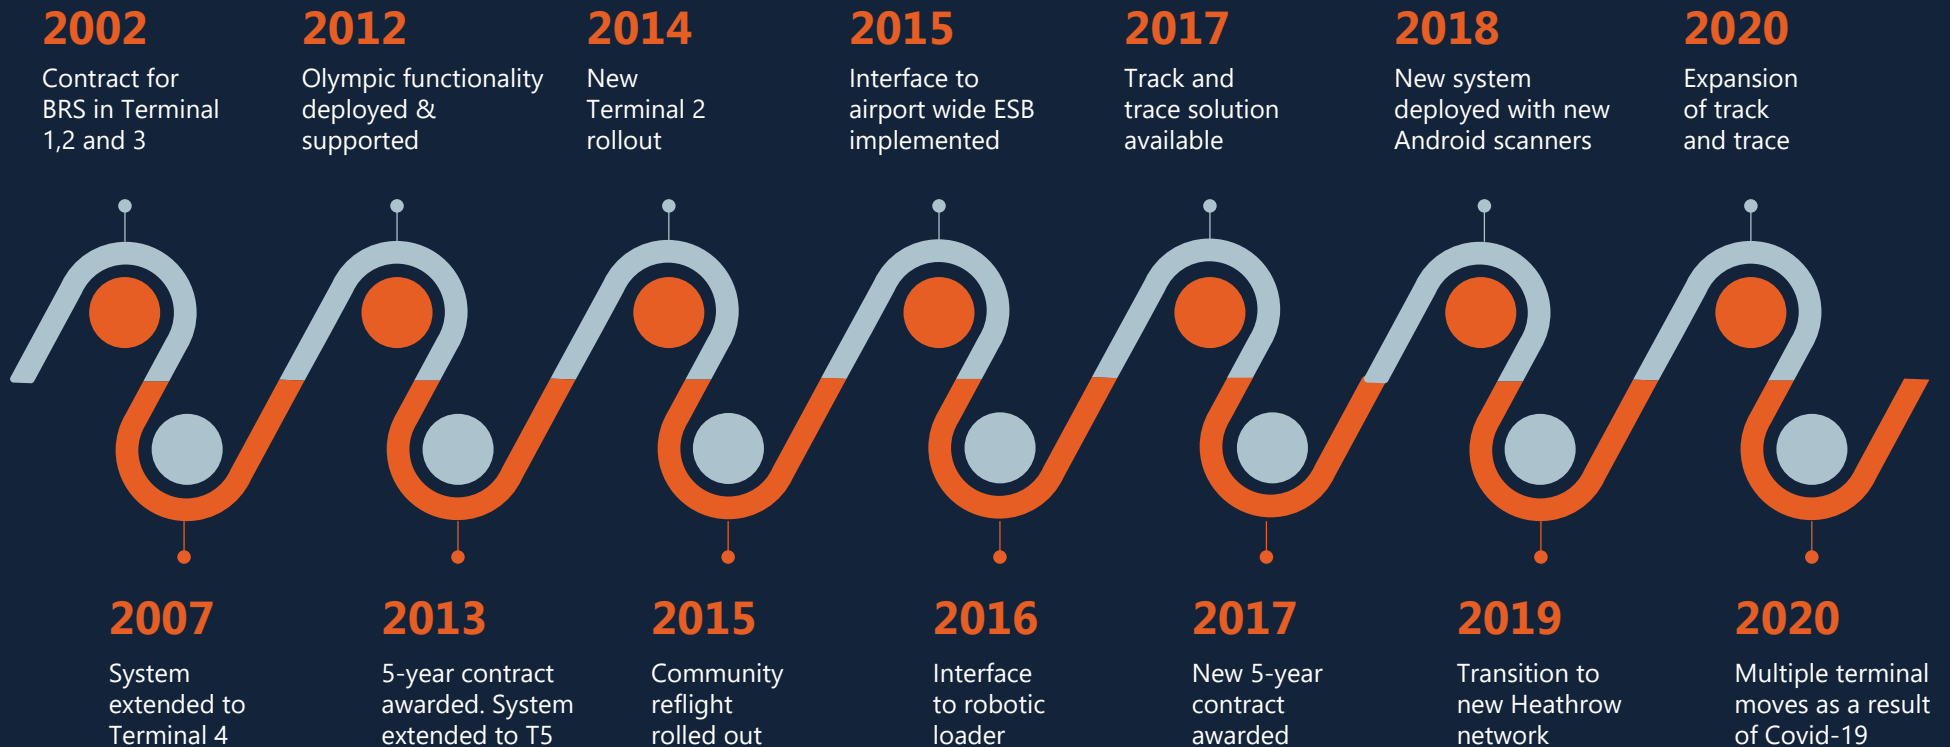 2002
Contract for
BRS in Terminal
1,2 and 3
2012
Olympic functionality
deployed &
supported
2014
New
Terminal 2
rollout
2015
Interface to
airport wide ESB
implemented
2017
Track and
trace solution
available
2018
New system
deployed with new
Android scanners
2020
Expansion
of track
and trace
2007
System
extended to
Terminal 4
2013
5-year contract
awarded. System
extended to T5
2015
Community
reflight
rolled out
2016
Interface
to robotic
loader
2017
New 5-year
contract
awarded
2019
Transition to
new Heathrow
network
2020
Multiple terminal
moves as a result
of Covid-19